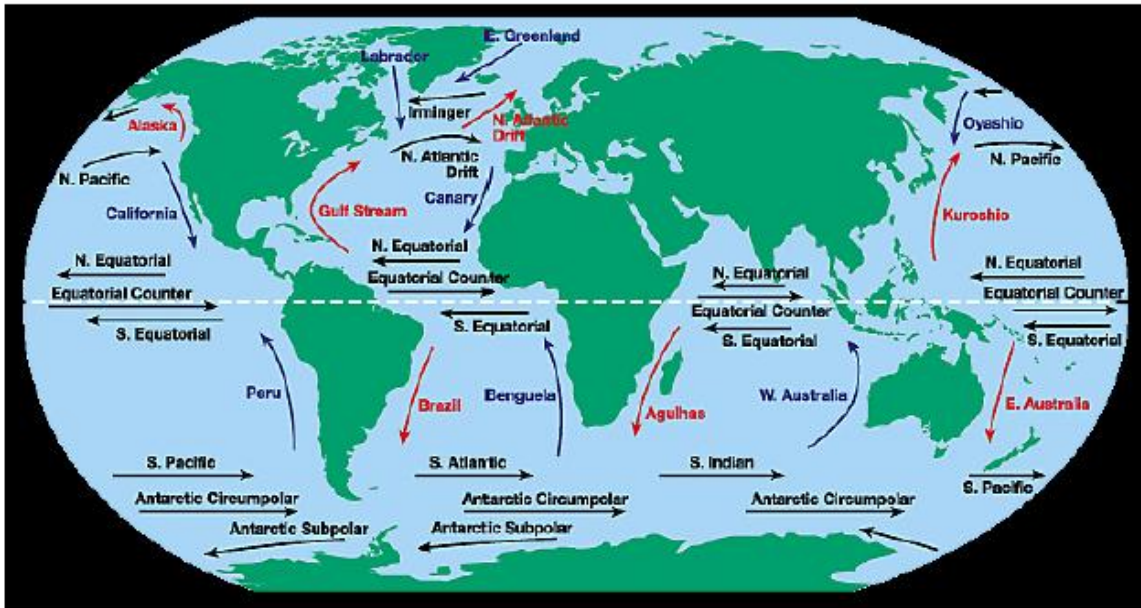 E. Greenland
Labrador
Irminger
Alaska
N. Atlantic
Drift
Oyashio
N. Pacific
N. Atlantic
Drift
N. Pacific
California
Gulf Stream
Canary
Kuroshio
N. Equatorial
N. Equatorial
N. Equatorial
N. Equatorial
Equatorial Counter
Equatorial Counter
Equatorial Counter
Equatorial Counter
S. Equatorial
S. Equatorial
S. Equatorial
S. Equatorial
Peru
Brazil
Benguela
Agulhas
W. Australia
E. Australia
S. Pacific
S. Atlantic
S. Indian
S. Pacific
Antarctic Circumpolar
Antarctic Circumpolar
Antarctic Circumpolar
Antarctic Subpolar
Antarctic Subpolar